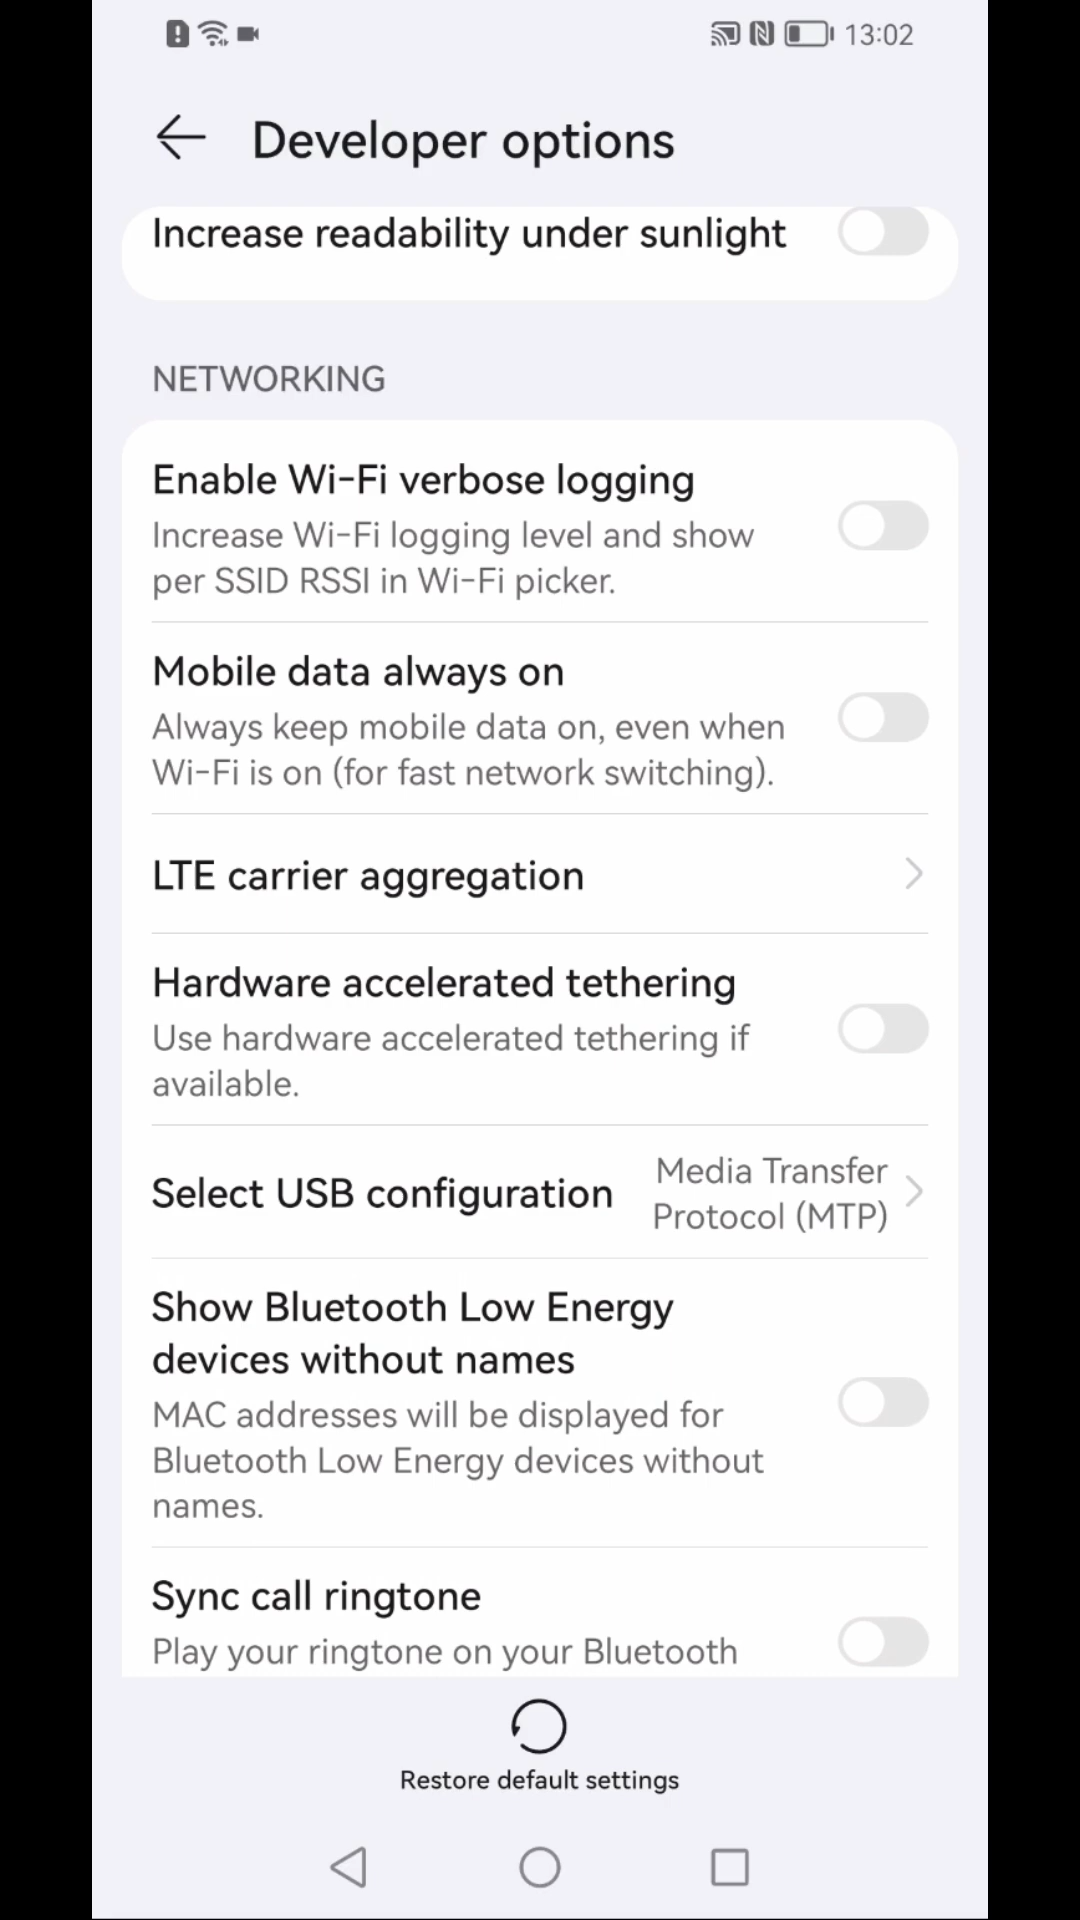 13:02
Developer options
Increase readability under sunlight
NETWORKING
Enable Wi-Fi verbose logging
Increase Wi-Fi logging level and show
per SSID RSSI in Wi-Fi picker.
Mobile data always on
Always keep mobile data on, even when
Wi-Fi is on (for fast network switching).
LTE carrier aggregation
Hardware accelerated tethering
Use hardware accelerated tethering if
available.
Select USB configuration
Media Transfer
Protocol (MTP)
Show Bluetooth Low Energy
devices without names
MAC addresses will be displayed for
Bluetooth Low Energy devices without
names.
Sync call ringtone
Play your ringtone on your Bluetooth
Restore default settings